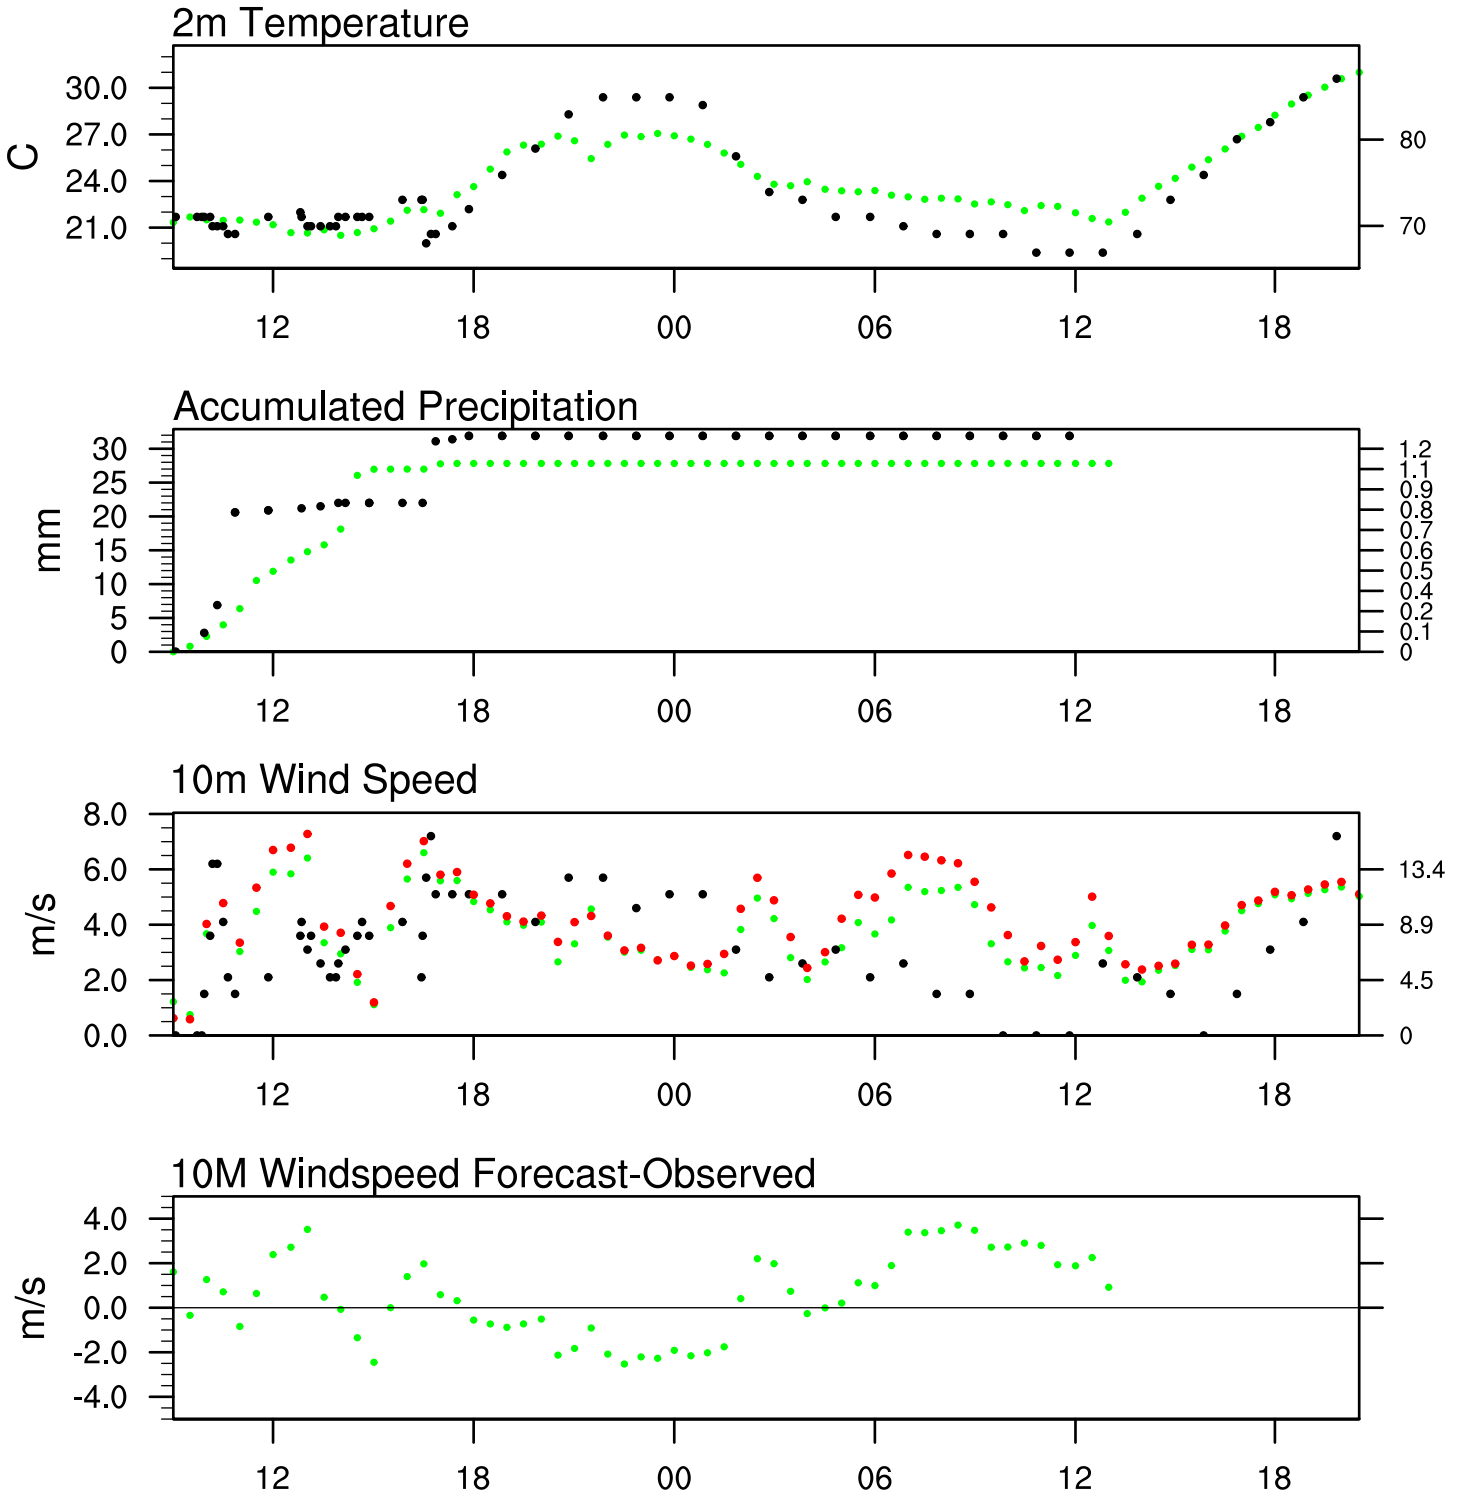 2m Temperature
30.0
27.0 80
C
24.0
21.0 70
12 18 00 06 12 18
Accumulated Precipitation
30 1.2
25 1.1
0.9
20 0.8
mm 0.7
15 0.6
0.5
10 0.4
5 0.2
0.1
0 0
12 18 00 06 12 18
10m Wind Speed
8.0
6.0 13.4
m/s
4.0 8.9
2.0 4.5
0.0 0
12 18 00 06 12 18
10M Windspeed Forecast-Observed
4.0
2.0
m/s
0.0
-2.0
-4.0
12 18 00 06 12 18